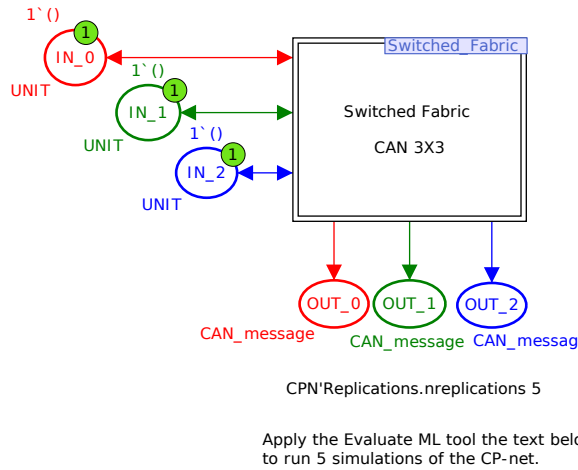 1`()
1
IN_0
UNIT
1`()
1
IN_1
UNIT
1`()
1
IN_2
UNIT
Switched_Fabric
Switched Fabric
CAN 3X3
OUT_0
OUT_1
OUT_2
CAN_message
CAN_message
CAN_messag
CPN'Replications.nreplications 5
Apply the Evaluate ML tool the text belo
to run 5 simulations of the CP-net.